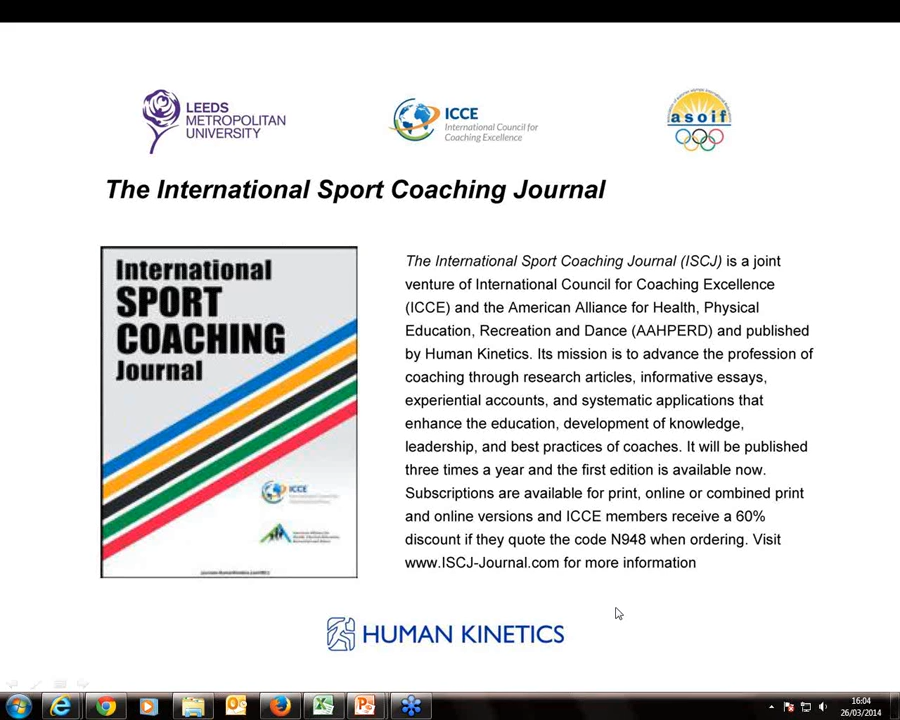 LEEDS
METROPOLITAN
UNIVERSITY
ICCE
International Council for
Coaching Excellence
asoif
The International Sport Coaching Journal
International
SPORT
COACHING
Journal
ICCE
The International Sport Coaching Journal (ISCJ) is a joint
venture of International Council for Coaching Excellence
(ICCE) and the American Alliance for Health, Physical
Education, Recreation and Dance (AAHPERD) and published
by Human Kinetics. Its mission is to advance the profession of
coaching through research articles, informative essays,
experiential accounts, and systematic applications that
enhance the education, development of knowledge,
leadership, and best practices of coaches. It will be published
three times a year and the first edition is available now.
Subscriptions are available for print, online or combined print
and online versions and ICCE members receive a 60%
discount if they quote the code N948 when ordering. Visit
www.ISCJ-Journal.com for more information
HUMAN KINETICS
16:04
26/03/2014